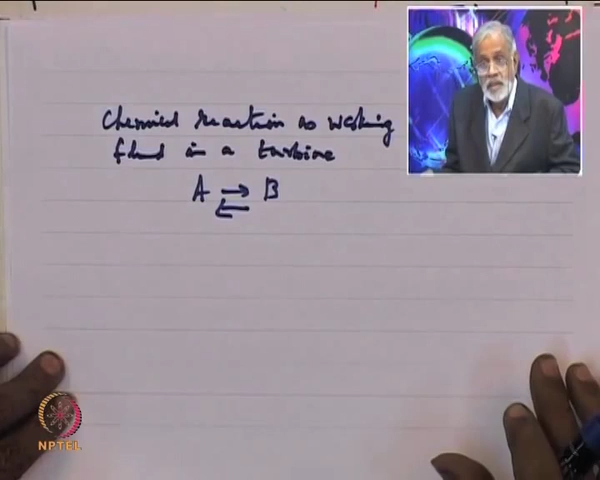 Chemical reaction as working
fluid in a turbine
A ⇌ B
NPTEL